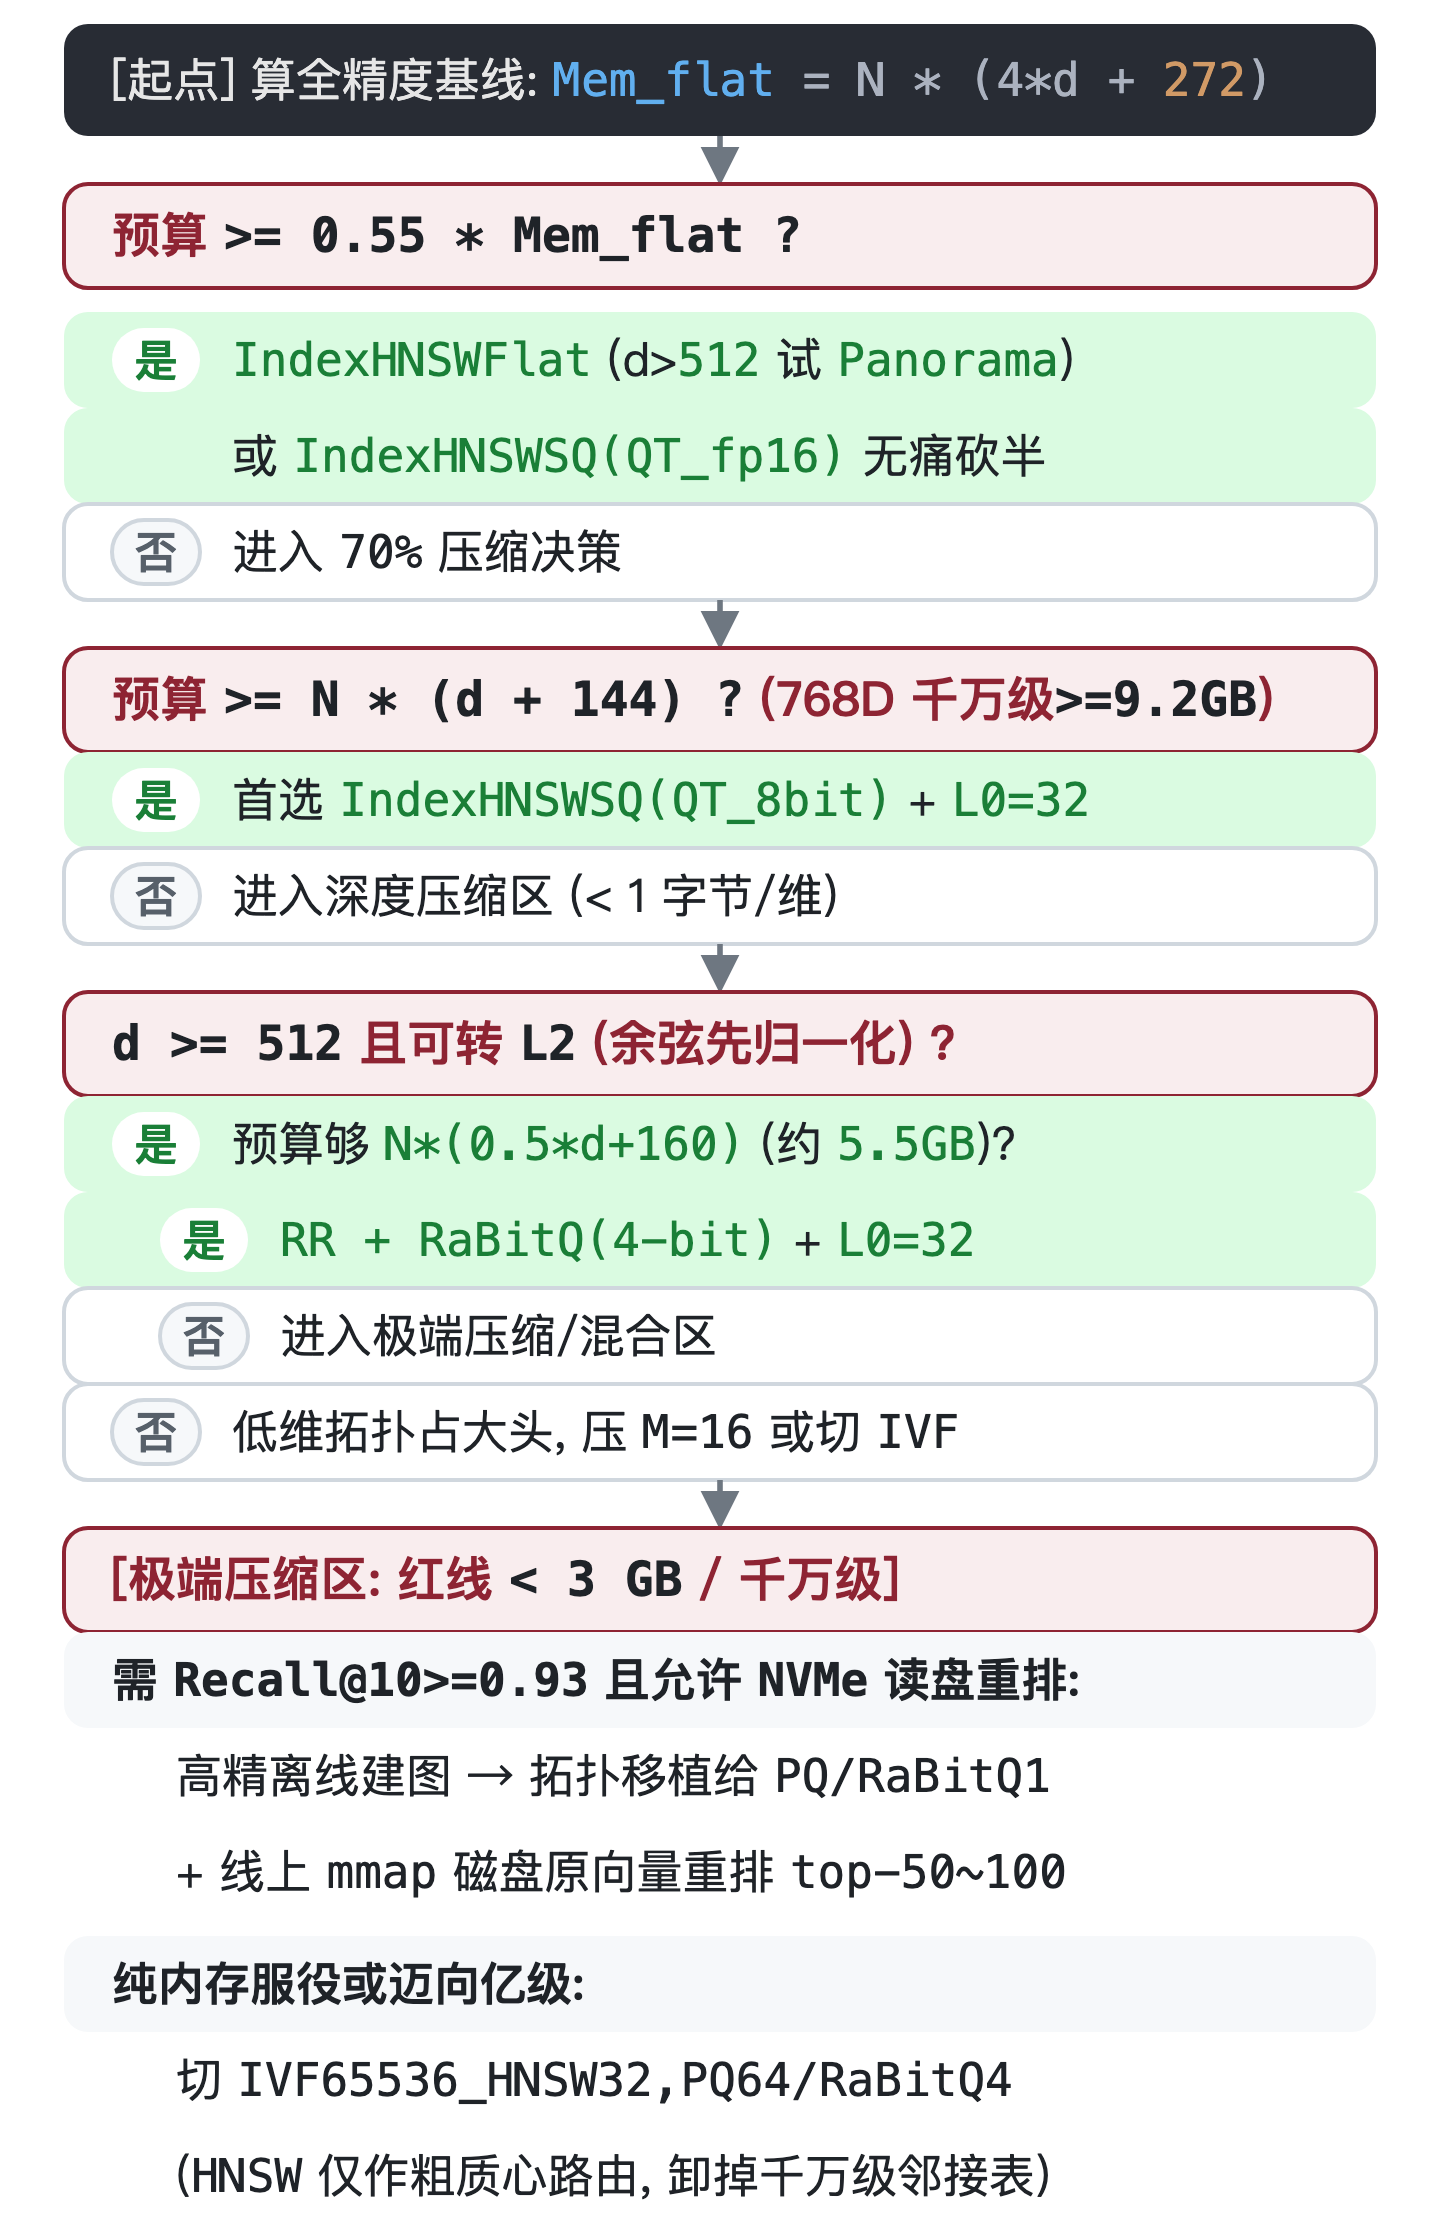 [起点] 算全精度基线: Mem_flat = N * (4*d + 272)
预算 >= 0.55 * Mem_flat ?
是 IndexHNSWFlat (d>512 试 Panorama)
或 IndexHNSWSQ(QT_fp16) 无痛砍半
否 进入 70% 压缩决策
预算 >= N * (d + 144) ? (768D 千万级>=9.2GB)
是 首选 IndexHNSWSQ(QT_8bit) + L0=32
否 进入深度压缩区 (< 1 字节/维)
d >= 512 且可转 L2 (余弦先归一化) ?
是 预算够 N*(0.5*d+160) (约 5.5GB)?
是 RR + RaBitQ(4-bit) + L0=32
否 进入极端压缩/混合区
否 低维拓扑占大头, 压 M=16 或切 IVF
[极端压缩区: 红线 < 3 GB / 千万级]
需 Recall@10>=0.93 且允许 NVMe 读盘重排:
高精离线建图 → 拓扑移植给 PQ/RaBitQ1
+ 线上 mmap 磁盘原向量重排 top-50~100
纯内存服役或迈向亿级:
切 IVF65536_HNSW32,PQ64/RaBitQ4
(HNSW 仅作粗质心路由, 卸掉千万级邻接表)